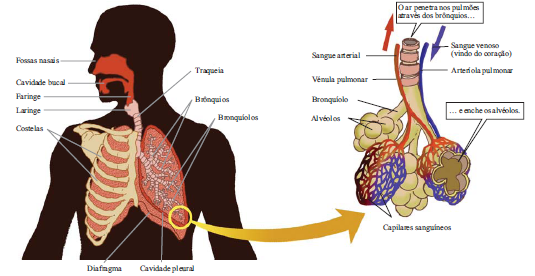 Fossas nasais
Cavidade bucal
Faringe
Laringe
Costelas
Traqueia
Brônquios
Bronquíolos
Diafragma
Cavidade pleural
O ar penetra nos pulmões
através dos brônquios...
Sangue arterial
Sangue venoso
(vindo do coração)
Vênula pulmonar
Arteríola pulmonar
Bronquíolo
Alvéolos
... e enche os alvéolos.
Capilares sanguíneos